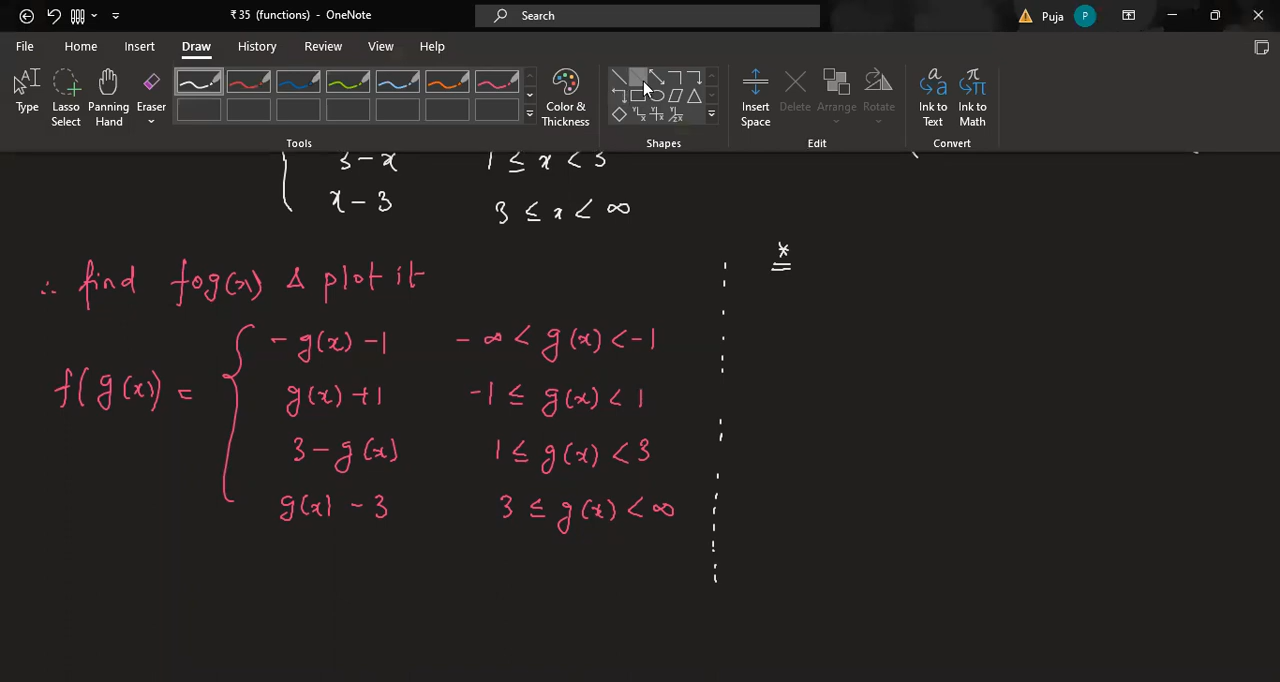 ₹ 35 (functions) - OneNote
Search
Puja
P
File Home Insert Draw History Review View Help
Type
Lasso Select
Panning Hand
Eraser
Color & Thickness
Insert Space
Delete
Arrange
Rotate
Ink to Text
Ink to Math
Tools
Shapes
Edit
Convert
3 - x 1 ≤ x < 3
x - 3 3 ≤ x < ∞
*
∴ find fog(x) & plot it
f(g(x)) =
- g(x) - 1 - ∞ < g(x) < -1
g(x) + 1 -1 ≤ g(x) < 1
3 - g(x) 1 ≤ g(x) < 3
g(x) - 3 3 ≤ g(x) < ∞